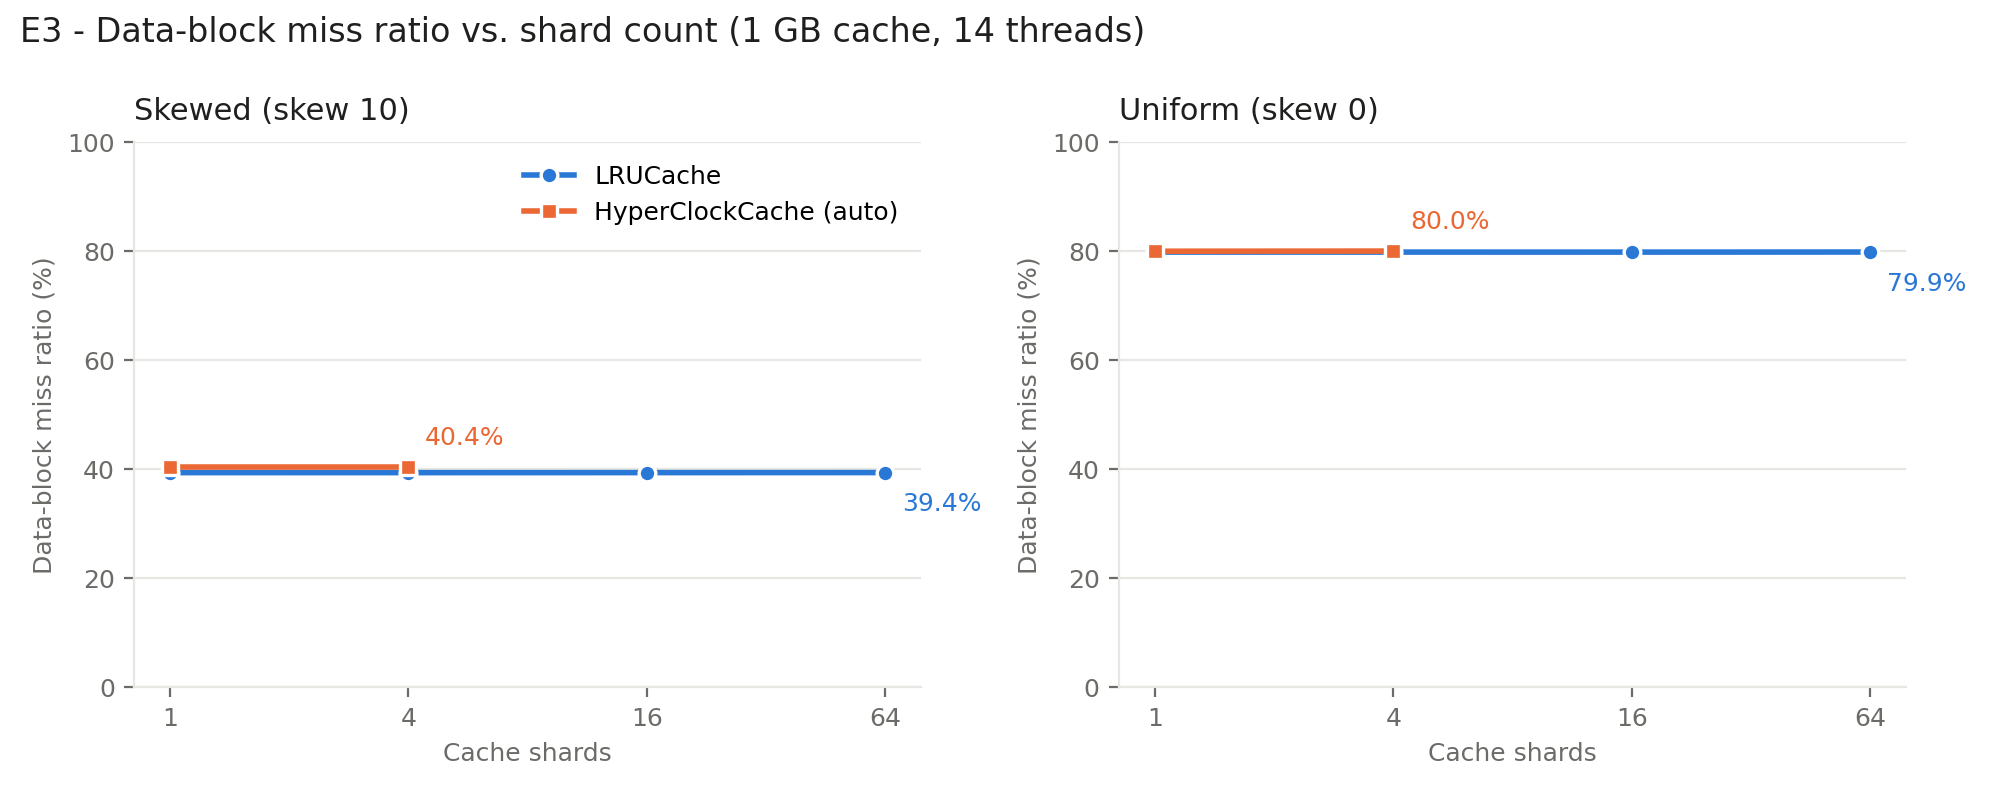 E3 - Data-block miss ratio vs. shard count (1 GB cache, 14 threads)
Skewed (skew 10)
Data-block miss ratio (%)
100
80
60
40
20
0
LRUCache
HyperClockCache (auto)
40.4%
39.4%
1 4 16 64
Cache shards
Uniform (skew 0)
Data-block miss ratio (%)
100
80
60
40
20
0
80.0%
79.9%
1 4 16 64
Cache shards